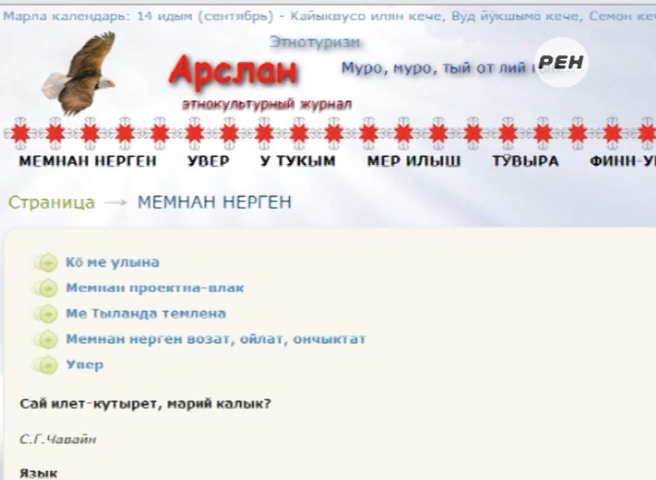 Марла календарь: 14 идым (сентябрь) - Кайыквусо илян кече, Вуд йӱкшымо кече, Семон
Этнотуризм
Арслан
Муро, муро, тый от лий
РЕН
этнокультурный журнал
МЕМНАН НЕРГЕН УВЕР У ТУКЫМ МЕР ИЛЫШ ТӰВЫРА ФИНН-У
Страница → МЕМНАН НЕРГЕН
Кӧ ме улына
Мемнан проектна-влак
Ме Тыланда темлена
Мемнан нерген возат, ойлат, ончыктат
Увер
Сай илет-кутырет, марий калык?
С.Г.Чавайн
Язык